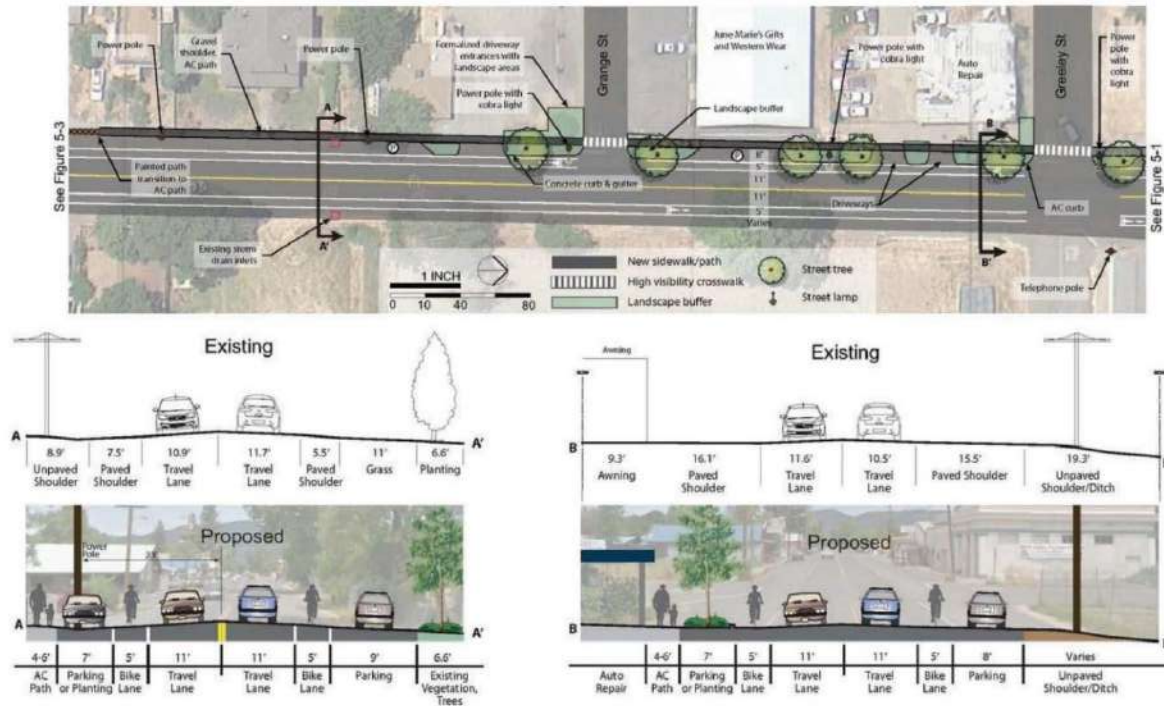 Power pole
Gravel
shoulder,
AC path
Power pole
Formalized driveway
entrances with
landscape areas
Power pole with
cobra light
Grange St
June Marie's Gifts
and Western Wear
Landscape buffer
Power pole with
cobra light
Auto
Repair
Greeley St
Power
pole
with
cobra
light
See Figure 5-3
Painted path
transition to
AC path
A
P
Concrete curb & gutter
P
8'
5'
11'
11'
5'
Varies
Driveways
B
AC curb
See Figure 5-1
Existing storm
drain inlets
A'
1 INCH
0 20 40 80
New sidewalk/path
High visibility crosswalk
Landscape buffer
Street tree
Street lamp
B'
Telephone pole
Existing
A A'
8.9' 7.5' 10.9' 11.7' 5.5' 11' 6.6'
Unpaved Paved Travel Travel Paved Grass Planting
Shoulder Shoulder Lane Lane Shoulder
Existing
Awning
B
9.3' 16.1' 11.6' 10.5' 15.5' 19.3'
Awning Paved Travel Travel Paved Shoulder Unpaved
Shoulder Lane Lane Shoulder/Ditch
Proposed
Power
Pole
A A'
4-6' 7' 5' 11' 11' 5' 9' 6.6'
AC Parking Bike Travel Travel Bike Parking Existing
Path or Planting Lane Lane Lane Lane Vegetation,
Trees
Proposed
B
4-6' 7' 5' 11' 11' 5' 8' Varies
Auto AC Parking Bike Travel Travel Bike Parking Unpaved
Repair Path or Planting Lane Lane Lane Lane Shoulder/Ditch